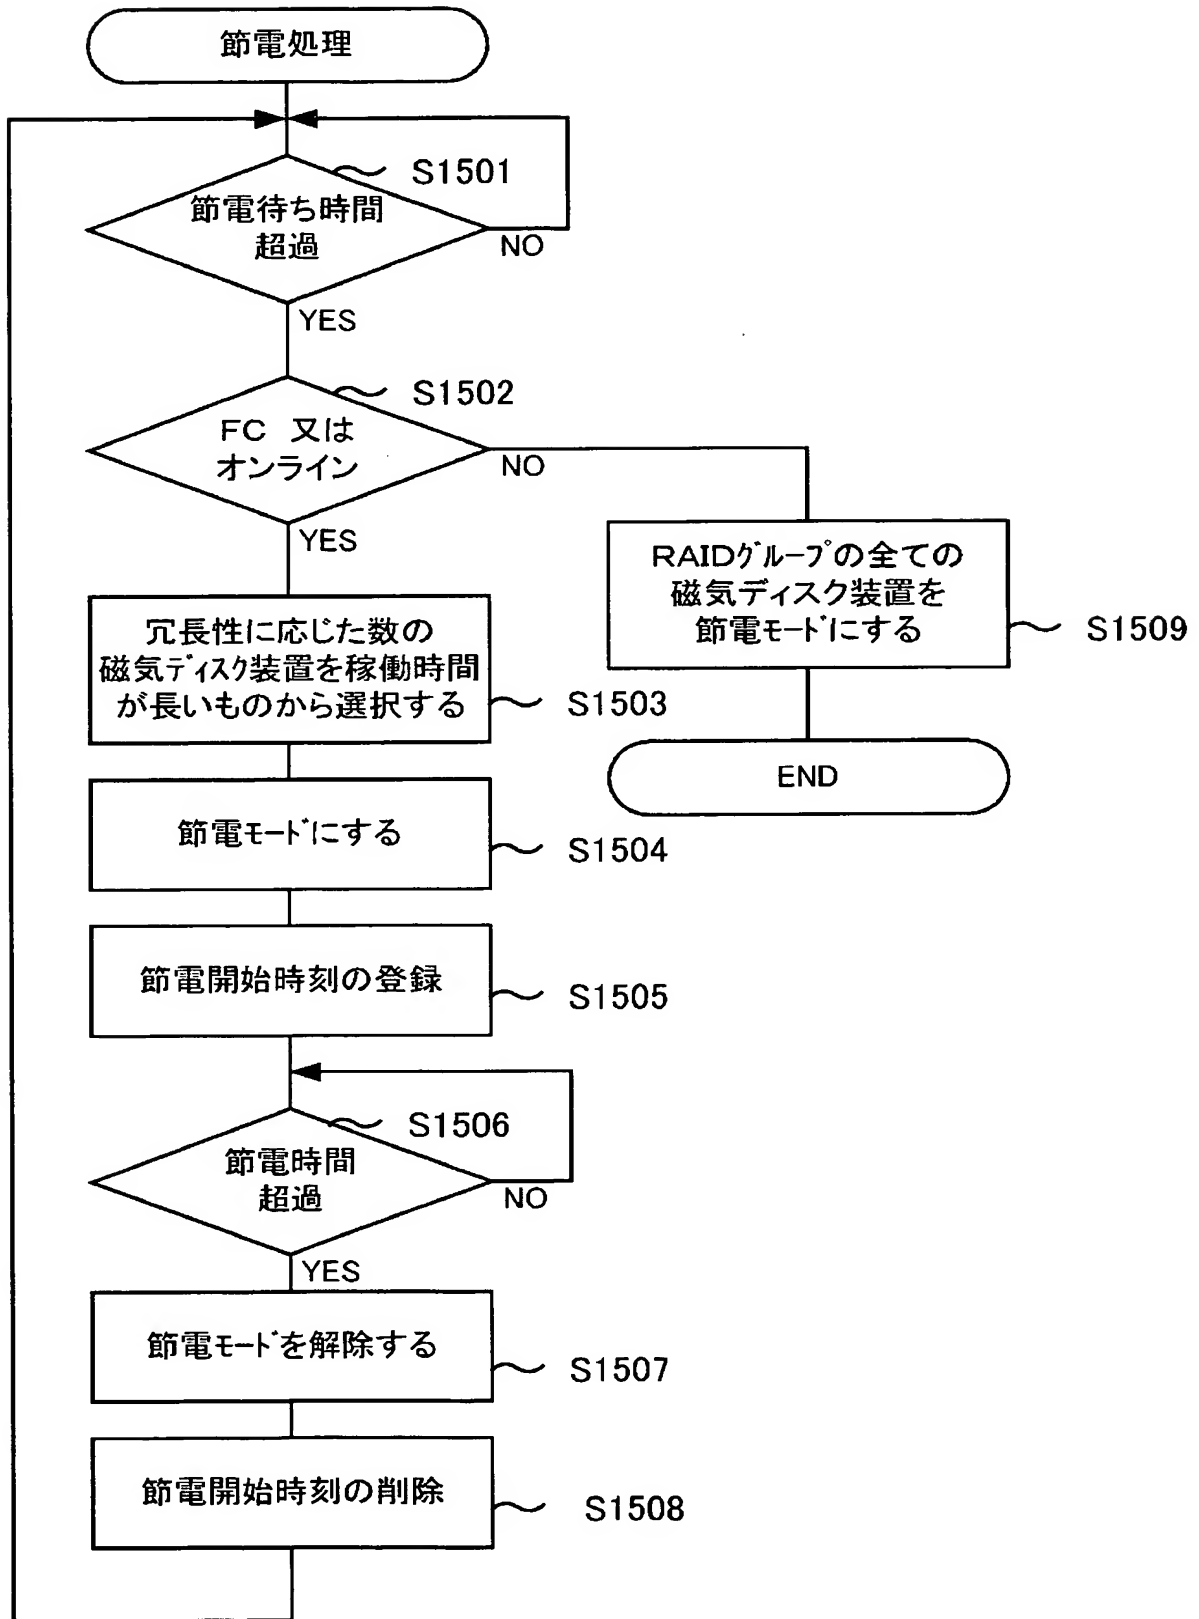 節電処理
S1501
節電待ち時間
超過
NO
YES
S1502
FC 又は
オンライン
NO
YES
RAIDグループの全ての
磁気ディスク装置を
節電モードにする
S1509
冗長性に応じた数の
磁気ディスク装置を稼働時間
が長いものから選択する
S1503
END
節電モードにする
S1504
節電開始時刻の登録
S1505
S1506
節電時間
超過
NO
YES
節電モードを解除する
S1507
節電開始時刻の削除
S1508